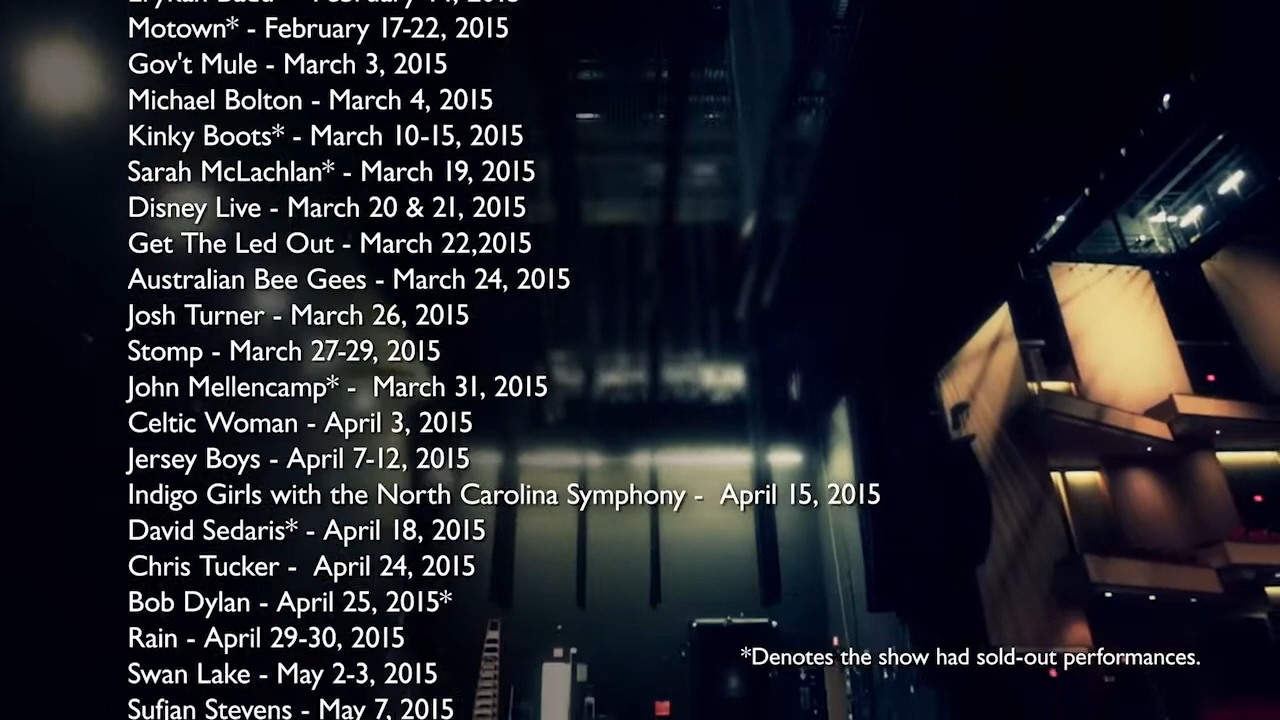 Motown* - February 17-22, 2015
Gov't Mule - March 3, 2015
Michael Bolton - March 4, 2015
Kinky Boots* - March 10-15, 2015
Sarah McLachlan* - March 19, 2015
Disney Live - March 20 & 21, 2015
Get The Led Out - March 22,2015
Australian Bee Gees - March 24, 2015
Josh Turner - March 26, 2015
Stomp - March 27-29, 2015
John Mellencamp* -  March 31, 2015
Celtic Woman - April 3, 2015
Jersey Boys - April 7-12, 2015
Indigo Girls with the North Carolina Symphony -  April 15, 2015
David Sedaris* - April 18, 2015
Chris Tucker -  April 24, 2015
Bob Dylan - April 25, 2015*
Rain - April 29-30, 2015
Swan Lake - May 2-3, 2015
Sufjan Stevens - May 7, 2015
*Denotes the show had sold-out performances.